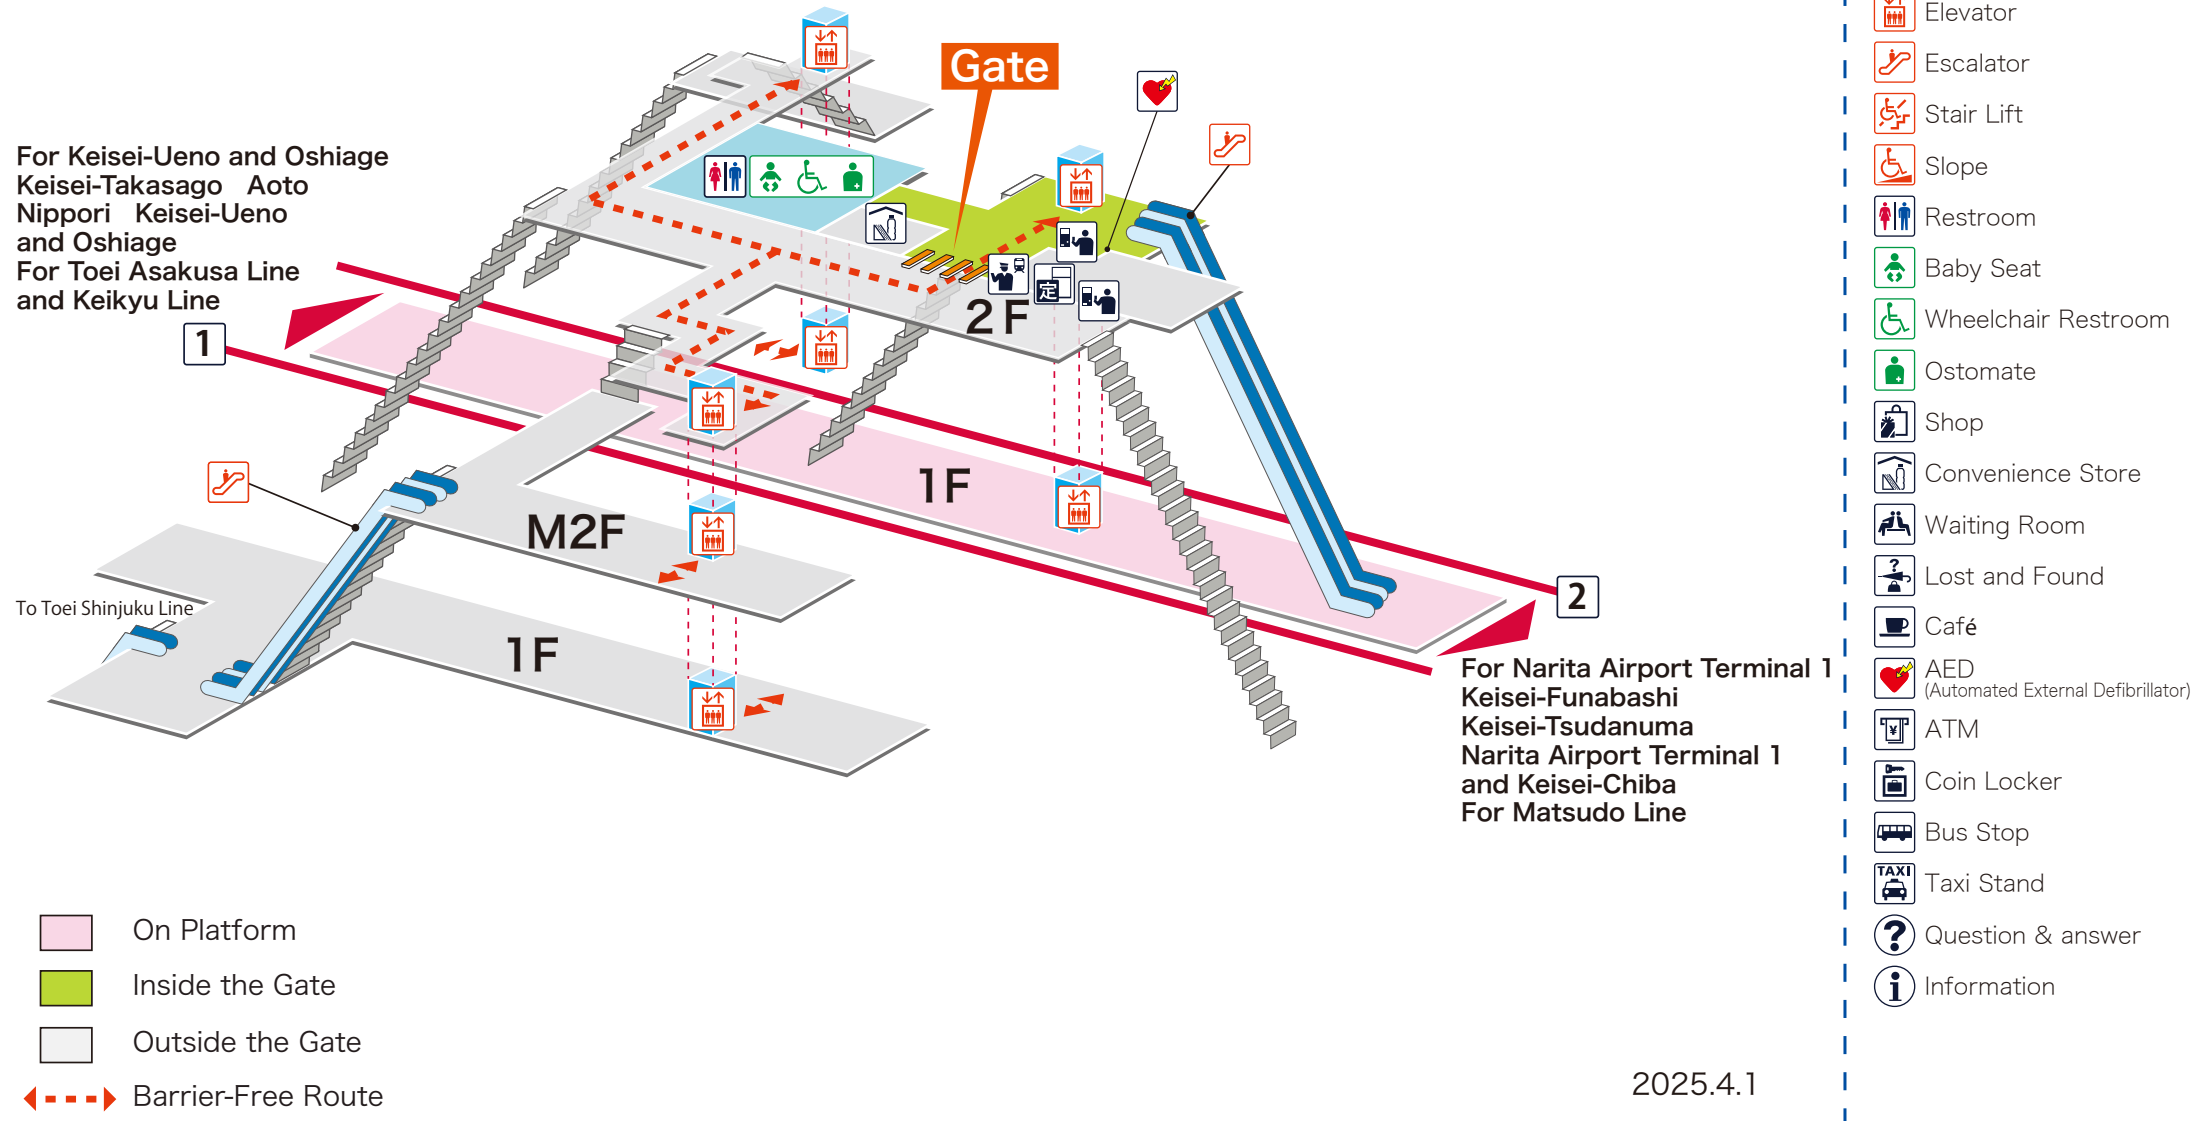 Gate
For Keisei-Ueno and Oshiage
Keisei-Takasago Aoto
Nippori Keisei-Ueno
and Oshiage
For Toei Asakusa Line
and Keikyu Line
1
2F
定
1F
M2F
To Toei Shinjuku Line
1F
2
For Narita Airport Terminal 1
Keisei-Funabashi
Keisei-Tsudanuma
Narita Airport Terminal 1
and Keisei-Chiba
For Matsudo Line
On Platform
Inside the Gate
Outside the Gate
Barrier-Free Route
2025.4.1
Elevator
Escalator
Stair Lift
Slope
Restroom
Baby Seat
Wheelchair Restroom
Ostomate
Shop
Convenience Store
Waiting Room
?
Lost and Found
Café
AED
(Automated External Defibrillator)
¥
ATM
Coin Locker
Bus Stop
TAXI
Taxi Stand
?
Question & answer
i
Information